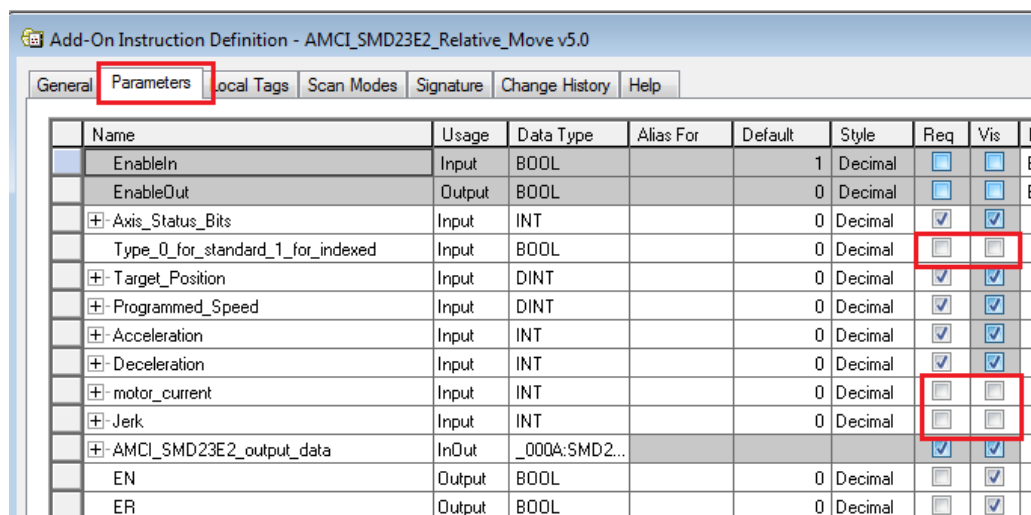 Add-On Instruction Definition - AMCI_SMD23E2_Relative_Move v5.0
General Parameters Local Tags Scan Modes Signature Change History Help
Name Usage Data Type Alias For Default Style Req Vis
EnableIn Input BOOL 1 Decimal
EnableOut Output BOOL 0 Decimal
Axis_Status_Bits Input INT 0 Decimal
Type_0_for_standard_1_for_indexed Input BOOL 0 Decimal
Target_Position Input DINT 0 Decimal
Programmed_Speed Input DINT 0 Decimal
Acceleration Input INT 0 Decimal
Deceleration Input INT 0 Decimal
motor_current Input INT 0 Decimal
Jerk Input INT 0 Decimal
AMCI_SMD23E2_output_data InOut _000A:SMD2...
EN Output BOOL 0 Decimal
ER Output BOOL 0 Decimal